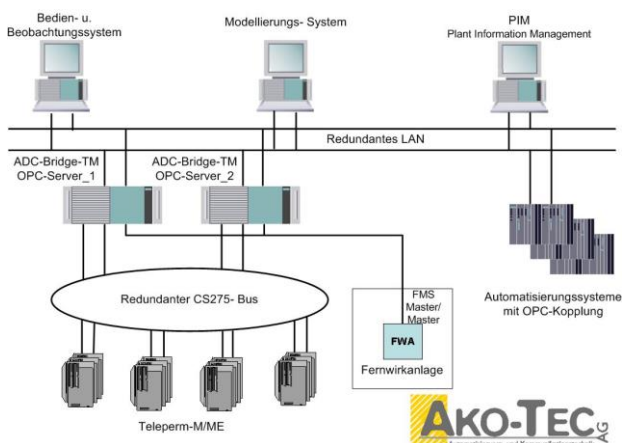 Bedien- u.
Beobachtungssystem
Modellierungs- System
PIM
Plant Information Management
Redundantes LAN
ADC-Bridge-TM
OPC-Server_1
ADC-Bridge-TM
OPC-Server_2
Redundanter CS275- Bus
FMS
Master/
Master
FWA
Fernwirkanlage
Automatisierungssysteme
mit OPC-Kopplung
Teleperm-M/ME
AKO-TEC AG